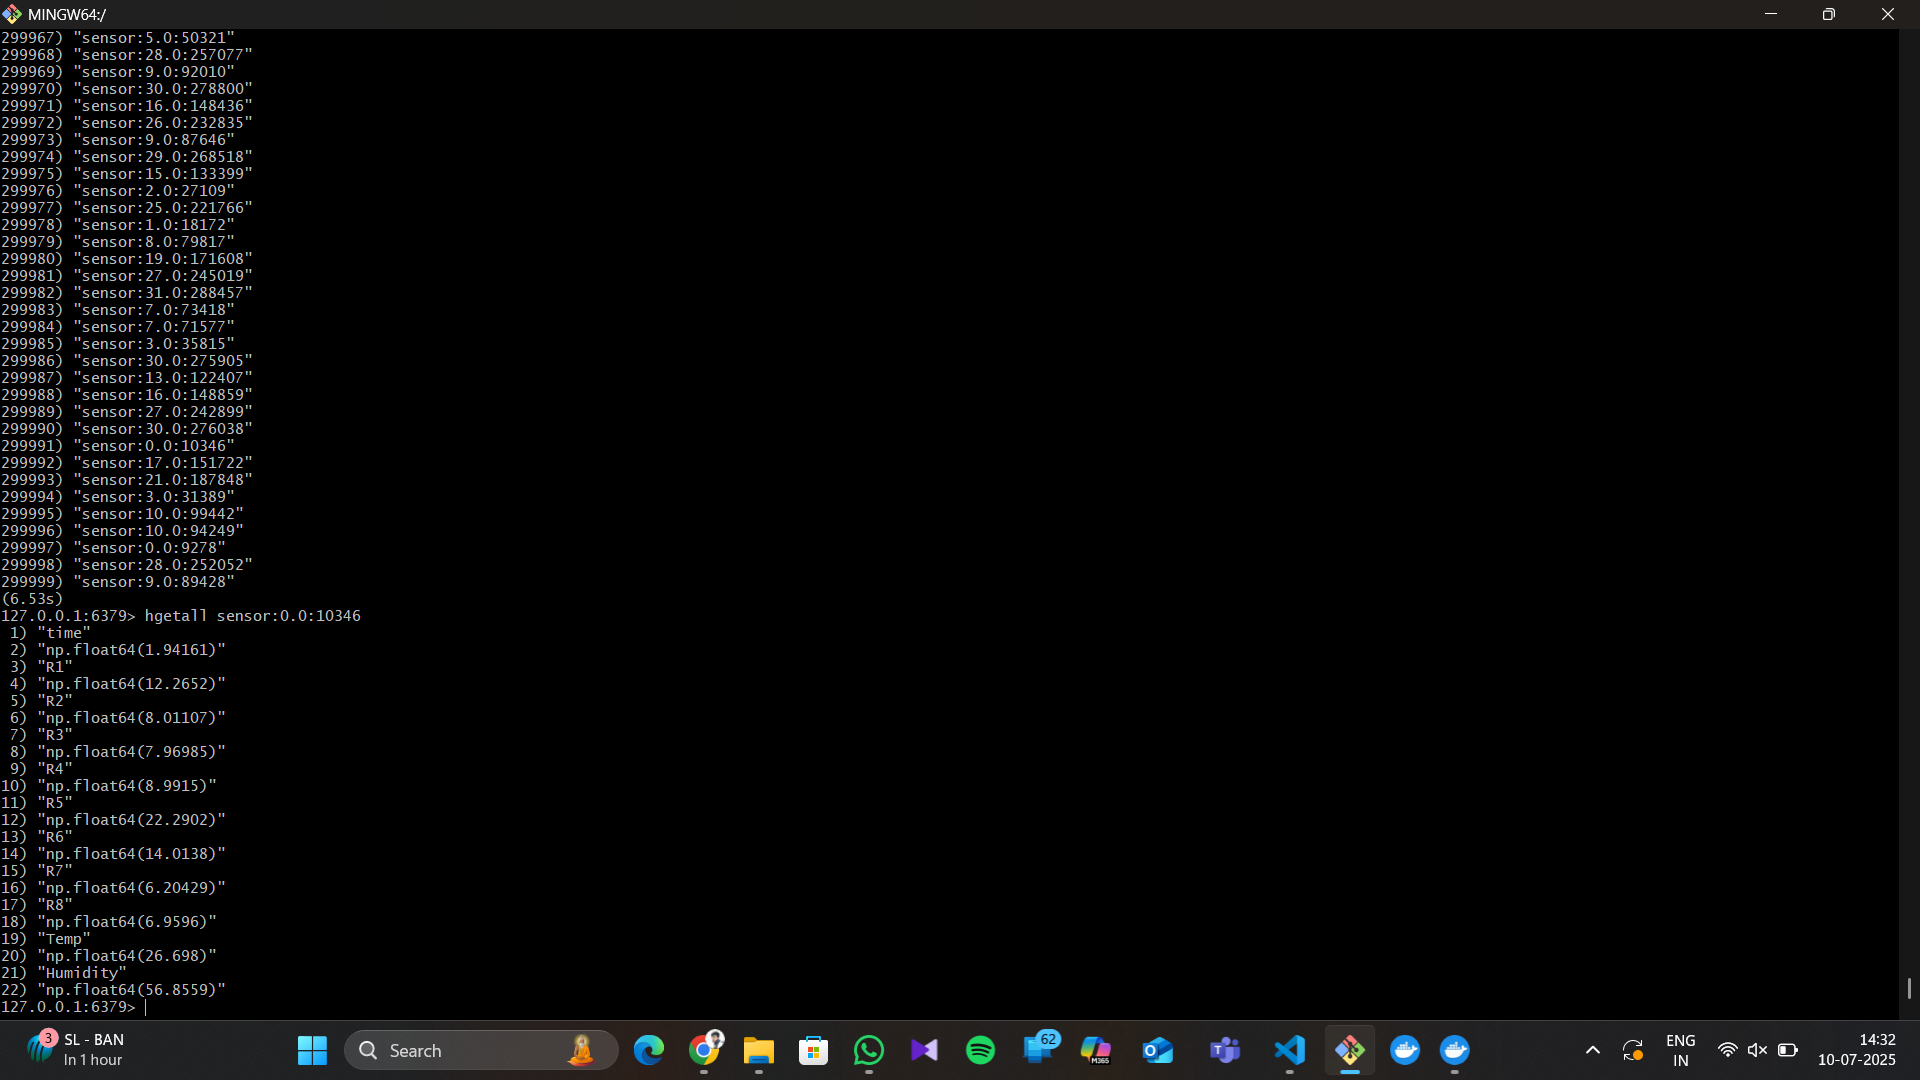 MINGW64:/
299967) "sensor:5.0:50321"
299968) "sensor:28.0:257077"
299969) "sensor:9.0:92010"
299970) "sensor:30.0:278800"
299971) "sensor:16.0:148436"
299972) "sensor:26.0:232835"
299973) "sensor:9.0:87646"
299974) "sensor:29.0:268518"
299975) "sensor:15.0:133399"
299976) "sensor:2.0:27109"
299977) "sensor:25.0:221766"
299978) "sensor:1.0:18172"
299979) "sensor:8.0:79817"
299980) "sensor:19.0:171608"
299981) "sensor:27.0:245019"
299982) "sensor:31.0:288457"
299983) "sensor:7.0:73418"
299984) "sensor:7.0:71577"
299985) "sensor:3.0:35815"
299986) "sensor:30.0:275905"
299987) "sensor:13.0:122407"
299988) "sensor:16.0:148859"
299989) "sensor:27.0:242899"
299990) "sensor:30.0:276038"
299991) "sensor:0.0:10346"
299992) "sensor:17.0:151722"
299993) "sensor:21.0:187848"
299994) "sensor:3.0:31389"
299995) "sensor:10.0:99442"
299996) "sensor:10.0:94249"
299997) "sensor:0.0:9278"
299998) "sensor:28.0:252052"
299999) "sensor:9.0:89428"
(6.53s)
127.0.0.1:6379> hgetall sensor:0.0:10346
1) "time"
2) "np.float64(1.94161)"
3) "R1"
4) "np.float64(12.2652)"
5) "R2"
6) "np.float64(8.01107)"
7) "R3"
8) "np.float64(7.96985)"
9) "R4"
10) "np.float64(8.9915)"
11) "R5"
12) "np.float64(22.2902)"
13) "R6"
14) "np.float64(14.0138)"
15) "R7"
16) "np.float64(6.20429)"
17) "R8"
18) "np.float64(6.9596)"
19) "Temp"
20) "np.float64(26.698)"
21) "Humidity"
22) "np.float64(56.8559)"
127.0.0.1:6379>
3
SL - BAN
In 1 hour
Search
62
M365
ENG
IN
14:32
10-07-2025